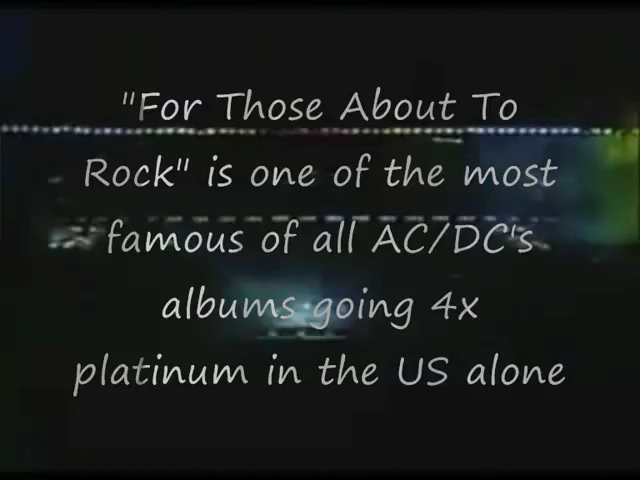 "For Those About To
Rock" is one of the most
famous of all AC/DC's
albums going 4x
platinum in the US alone